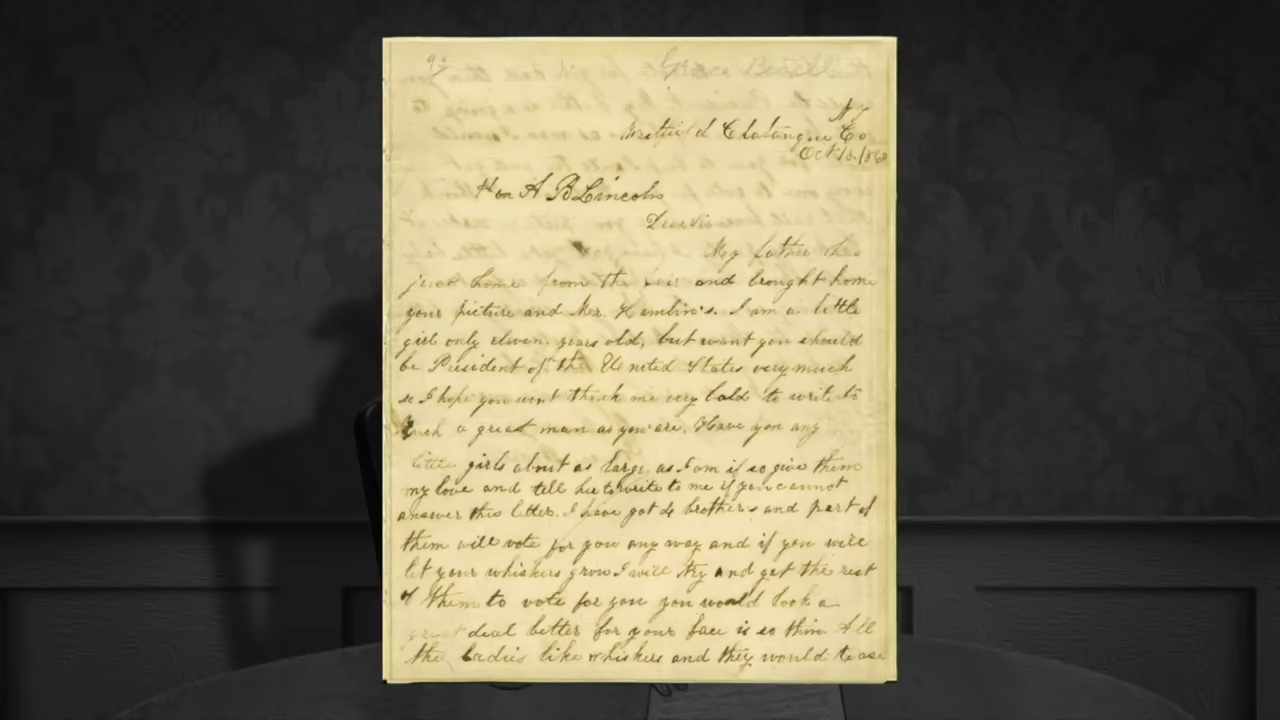 Grace Bedell
N Y
Westfield Chatauque Co
Oct 15. 1860
Hon A B Lincoln
Dear Sir
My father has
just home from the fair and brought home
your picture and Mr. Hamlin's. I am a little
girl only eleven years old, but want you should
be President of the United States very much
so I hope you wont think me very bold to write to
such a great man as you are. Have you any
little girls about as large as I am if so give them
my love and tell her to write to me if you cannot
answer this letter. I have got 4 brothers and part of
them will vote for you any way and if you will
let your whiskers grow I will try and get the rest
of them to vote for you you would look a
great deal better for your face is so thin. All
the ladies like whiskers and they would tease